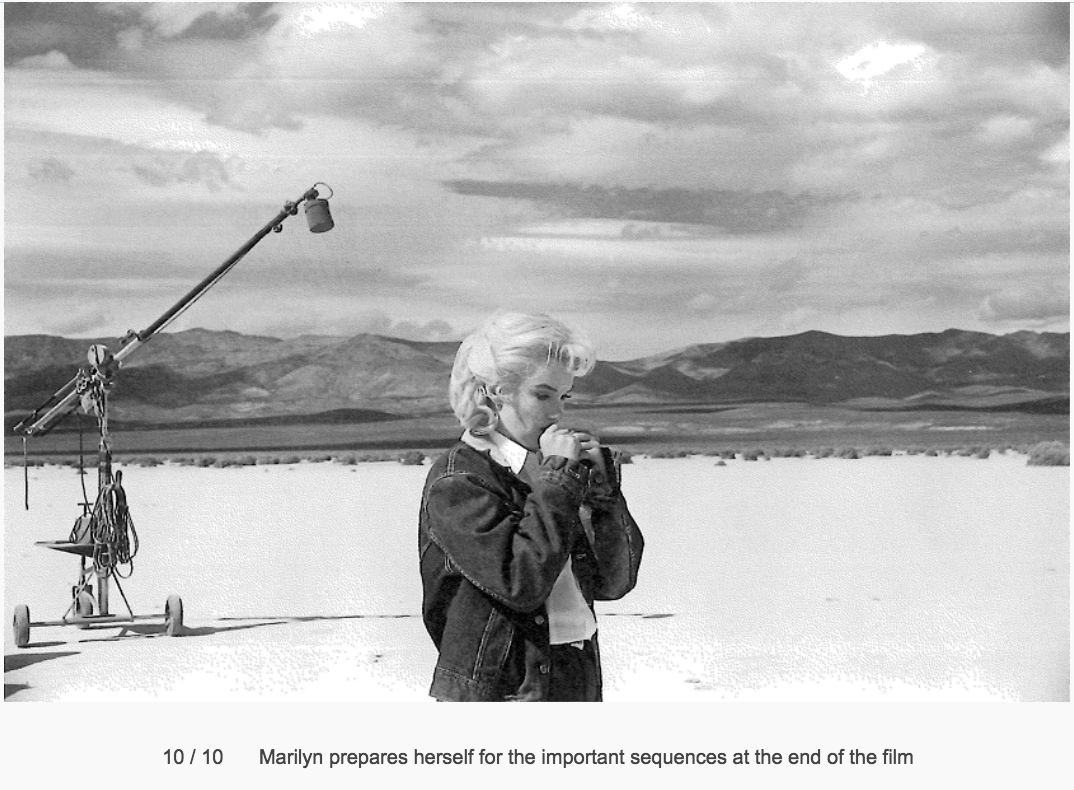 10 / 10 Marilyn prepares herself for the important sequences at the end of the film